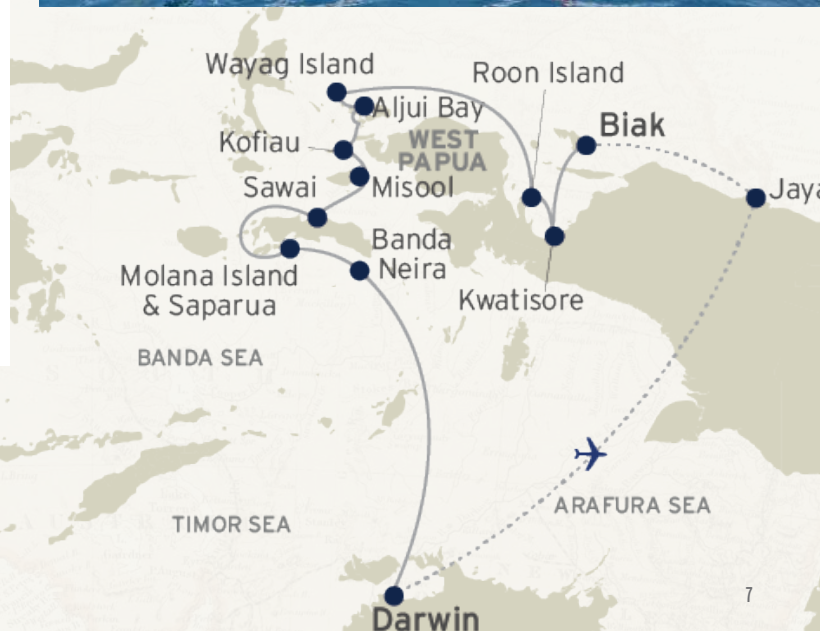 Wayag Island
Roon Island
Aljui Bay
Biak
Kofiau
WEST
PAPUA
Sawai
Misool
Banda
Neira
Molana Island
& Saparua
Kwatisore
BANDA SEA
ARAFURA SEA
TIMOR SEA
7
Darwin